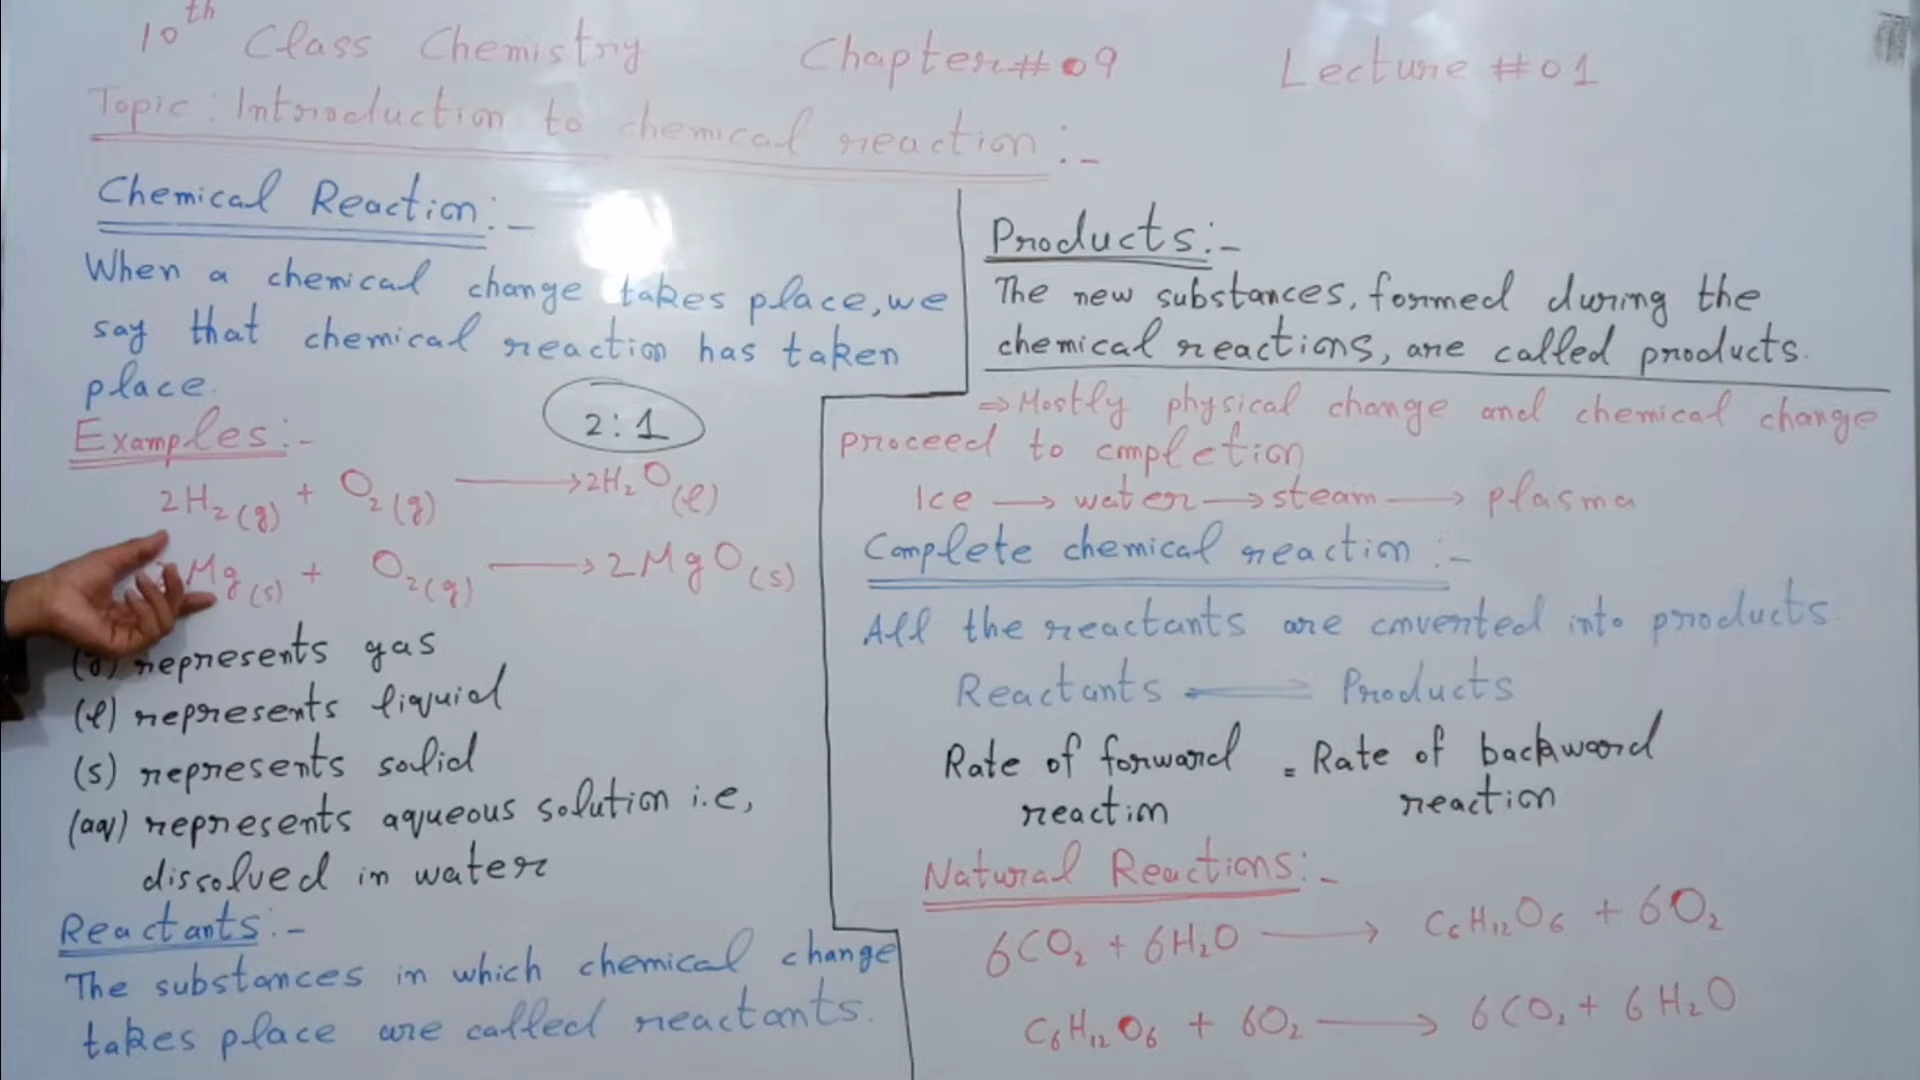 10th Class Chemistry Chapter # 09 Lecture # 01
Topic : Introduction to chemical reaction :-
Chemical Reaction :-
When a chemical change takes place, we
say that chemical reaction has taken
place.
Examples :-
2:1
2H₂(g) + O₂(g) ⟶ 2H₂O(l)
Mg(s) + O₂(g) ⟶ 2MgO(s)
represents gas
(l) represents liquid
(s) represents solid
(aq) represents aqueous solution i.e,
dissolved in water
Reactants :-
The substances in which chemical change
takes place are called reactants.
Products :-
The new substances, formed during the
chemical reactions, are called products.
⇒ Mostly physical change and chemical change
proceed to completion
Ice ⟶ water ⟶ steam ⟶ plasma
Complete chemical reaction :-
All the reactants are converted into products
Reactants ⇌ Products
Rate of forward = Rate of backward
reaction reaction
Natural Reactions :-
6CO₂ + 6H₂O ⟶ C₆H₁₂O₆ + 6O₂
C₆H₁₂O₆ + 6O₂ ⟶ 6CO₂ + 6H₂O